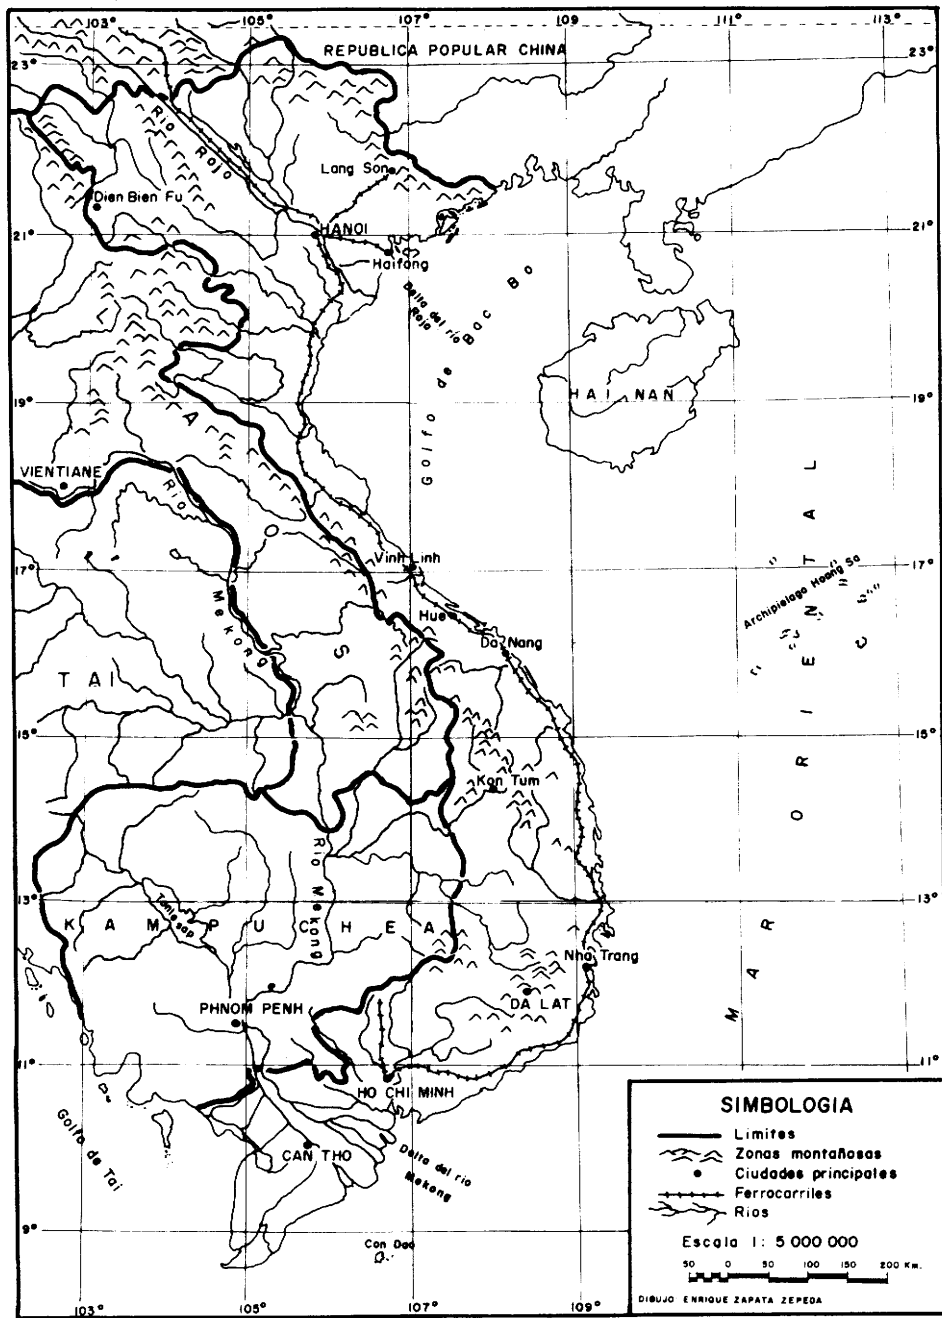 103° 105° 107° 109° 111° 113°
REPUBLICA POPULAR CHINA
23° 23°
Rio Rojo
Lang Son
Dien Bien Fu
21° HANOI 21°
Haifong
Delta del río
Rojo
Golfo de Bac Bo
HAI NAN
19° 19°
LAOS
VIENTIANE
Rio Mekong
Vinh Linh
17° 17°
Archipielago Hoang Sa
Hue
Da Nang
TAI
15° 15°
Kon Tum
MAR ORIENTAL
Rio Mekong
13° 13°
Tonle sap
KAMPUCHEA
Nha Trang
DA LAT
PHNOM PENH
11° 11°
HO CHI MINH
Golfo de Tai
CAN THO
Delta del río
Mekong
9°
Con Dao
103° 105° 107° 109°
SIMBOLOGIA
Limites
Zonas montañosas
Ciudades principales
Ferrocarriles
Rios
Escala 1: 5 000 000
50 0 50 100 150 200 Km.
DIBUJO ENRIQUE ZAPATA ZEPEDA